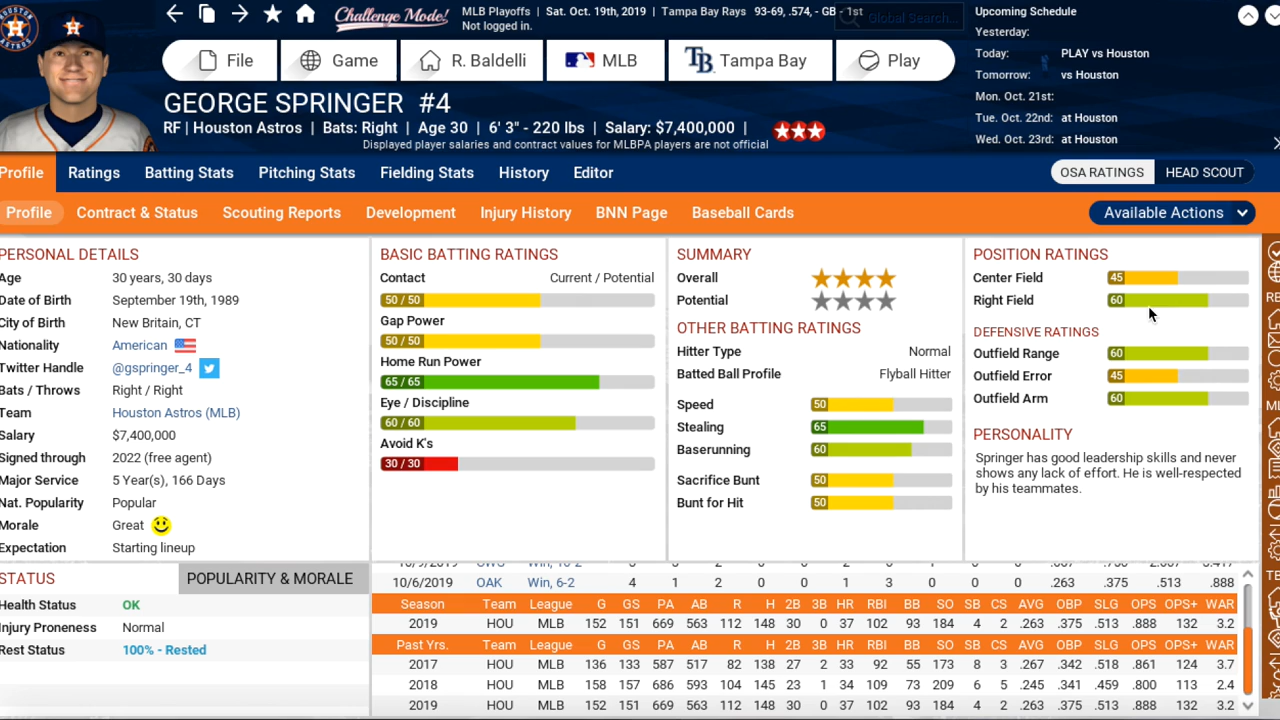 Challenge Mode!
MLB Playoffs | Sat. Oct. 19th, 2019 | Tampa Bay Rays 93-69, .574, - GB - 1st
Not logged in.
Global Search...
Upcoming Schedule
Yesterday:
Today: PLAY vs Houston
Tomorrow: vs Houston
Mon. Oct. 21st:
Tue. Oct. 22nd: at Houston
Wed. Oct. 23rd: at Houston
File
Game
R. Baldelli
MLB
Tampa Bay
Play
GEORGE SPRINGER #4
RF | Houston Astros | Bats: Right | Age 30 | 6' 3" - 220 lbs | Salary: $7,400,000 |
Displayed player salaries and contract values for MLBPA players are not official
Profile Ratings Batting Stats Pitching Stats Fielding Stats History Editor
OSA RATINGS HEAD SCOUT
Profile Contract & Status Scouting Reports Development Injury History BNN Page Baseball Cards
Available Actions
PERSONAL DETAILS
Age 30 years, 30 days
Date of Birth September 19th, 1989
City of Birth New Britain, CT
Nationality American
Twitter Handle @gspringer_4
Bats / Throws Right / Right
Team Houston Astros (MLB)
Salary $7,400,000
Signed through 2022 (free agent)
Major Service 5 Year(s), 166 Days
Nat. Popularity Popular
Morale Great
Expectation Starting lineup
BASIC BATTING RATINGS
Contact Current / Potential
50 / 50
Gap Power
50 / 50
Home Run Power
65 / 65
Eye / Discipline
60 / 60
Avoid K's
30 / 30
SUMMARY
Overall
Potential
OTHER BATTING RATINGS
Hitter Type Normal
Batted Ball Profile Flyball Hitter
Speed 50
Stealing 65
Baserunning 60
Sacrifice Bunt 50
Bunt for Hit 50
POSITION RATINGS
Center Field 45
Right Field 60
DEFENSIVE RATINGS
Outfield Range 60
Outfield Error 45
Outfield Arm 60
PERSONALITY
Springer has good leadership skills and never
shows any lack of effort. He is well-respected
by his teammates.
STATUS POPULARITY & MORALE
Health Status OK
Injury Proneness Normal
Rest Status 100% - Rested
10/6/2019 OAK Win, 6-2 4 1 2 0 0 1 3 0 0 0 0 .263 .375 .513 .888
Season Team League G GS PA AB R H 2B 3B HR RBI BB SO SB CS AVG OBP SLG OPS OPS+ WAR
2019 HOU MLB 152 151 669 563 112 148 30 0 37 102 93 184 4 2 .263 .375 .513 .888 132 3.2
Past Yrs. Team League G GS PA AB R H 2B 3B HR RBI BB SO SB CS AVG OBP SLG OPS OPS+ WAR
2017 HOU MLB 136 133 587 517 82 138 27 2 33 92 55 173 8 3 .267 .342 .518 .861 124 3.7
2018 HOU MLB 158 157 686 593 104 145 23 1 34 109 73 209 6 5 .245 .341 .459 .800 113 2.4
2019 HOU MLB 152 151 669 563 112 148 30 0 37 102 93 184 4 2 .263 .375 .513 .888 132 3.2